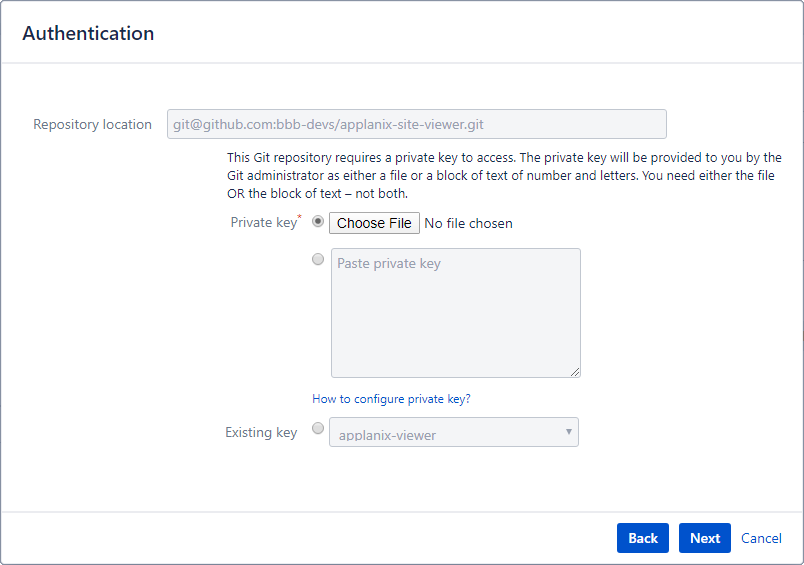 Authentication
Repository location git@github.com:bbb-devs/applanix-site-viewer.git
This Git repository requires a private key to access. The private key will be provided to you by the
Git administrator as either a file or a block of text of number and letters. You need either the file
OR the block of text – not both.
Private key* Choose File No file chosen
Paste private key
How to configure private key?
Existing key applanix-viewer
Back Next Cancel